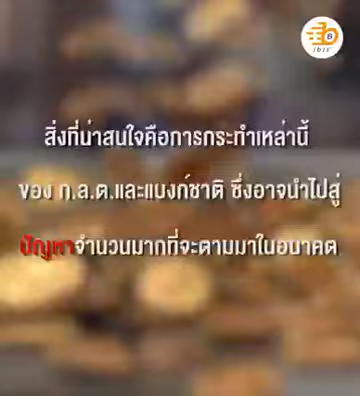 ibit
สิ่งที่น่าสนใจคือการกระทำเหล่านี้
ของ ก.ล.ต.และแบงก์ชาติ ซึ่งอาจนำไปสู่
ปัญหาจำนวนมากที่จะตามมาในอนาคต